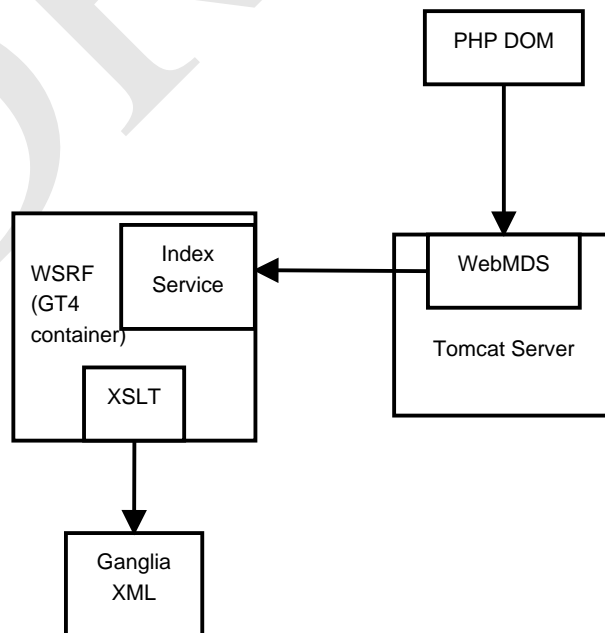 PHP DOM
WSRF
(GT4
container)
Index
Service
WebMDS
Tomcat Server
XSLT
Ganglia
XML